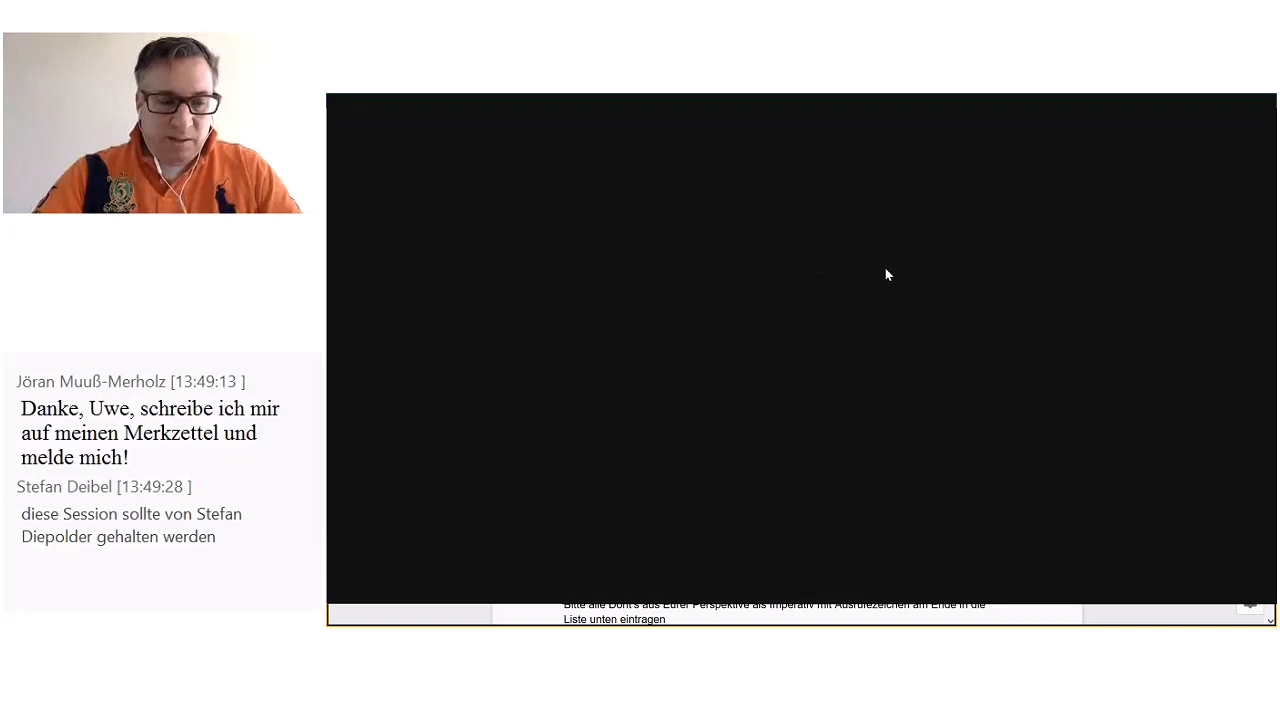 Jöran Muuß-Merholz [13:49:13 ]
Danke, Uwe, schreibe ich mir
auf meinen Merkzettel und
melde mich!
Stefan Deibel [13:49:28 ]
diese Session sollte von Stefan
Diepolder gehalten werden
3
Bitte alle Dont's aus Eurer Perspektive als Imperativ mit Ausrufezeichen am Ende in die
Liste unten eintragen